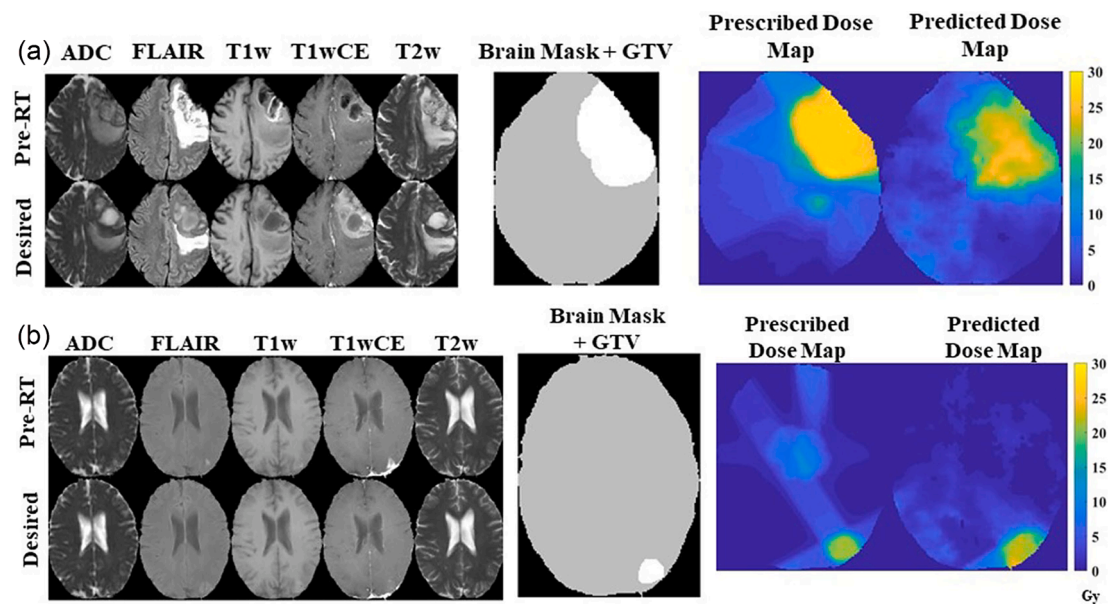 (a)
ADC FLAIR T1w T1wCE T2w
Brain Mask + GTV
Prescribed Dose
Map
Predicted Dose
Map
Pre-RT
Desired
30
25
20
15
10
5
0
(b)
ADC FLAIR T1w T1wCE T2w
Brain Mask
+ GTV
Prescribed
Dose Map
Predicted
Dose Map
Pre-RT
Desired
30
25
20
15
10
5
0
Gy